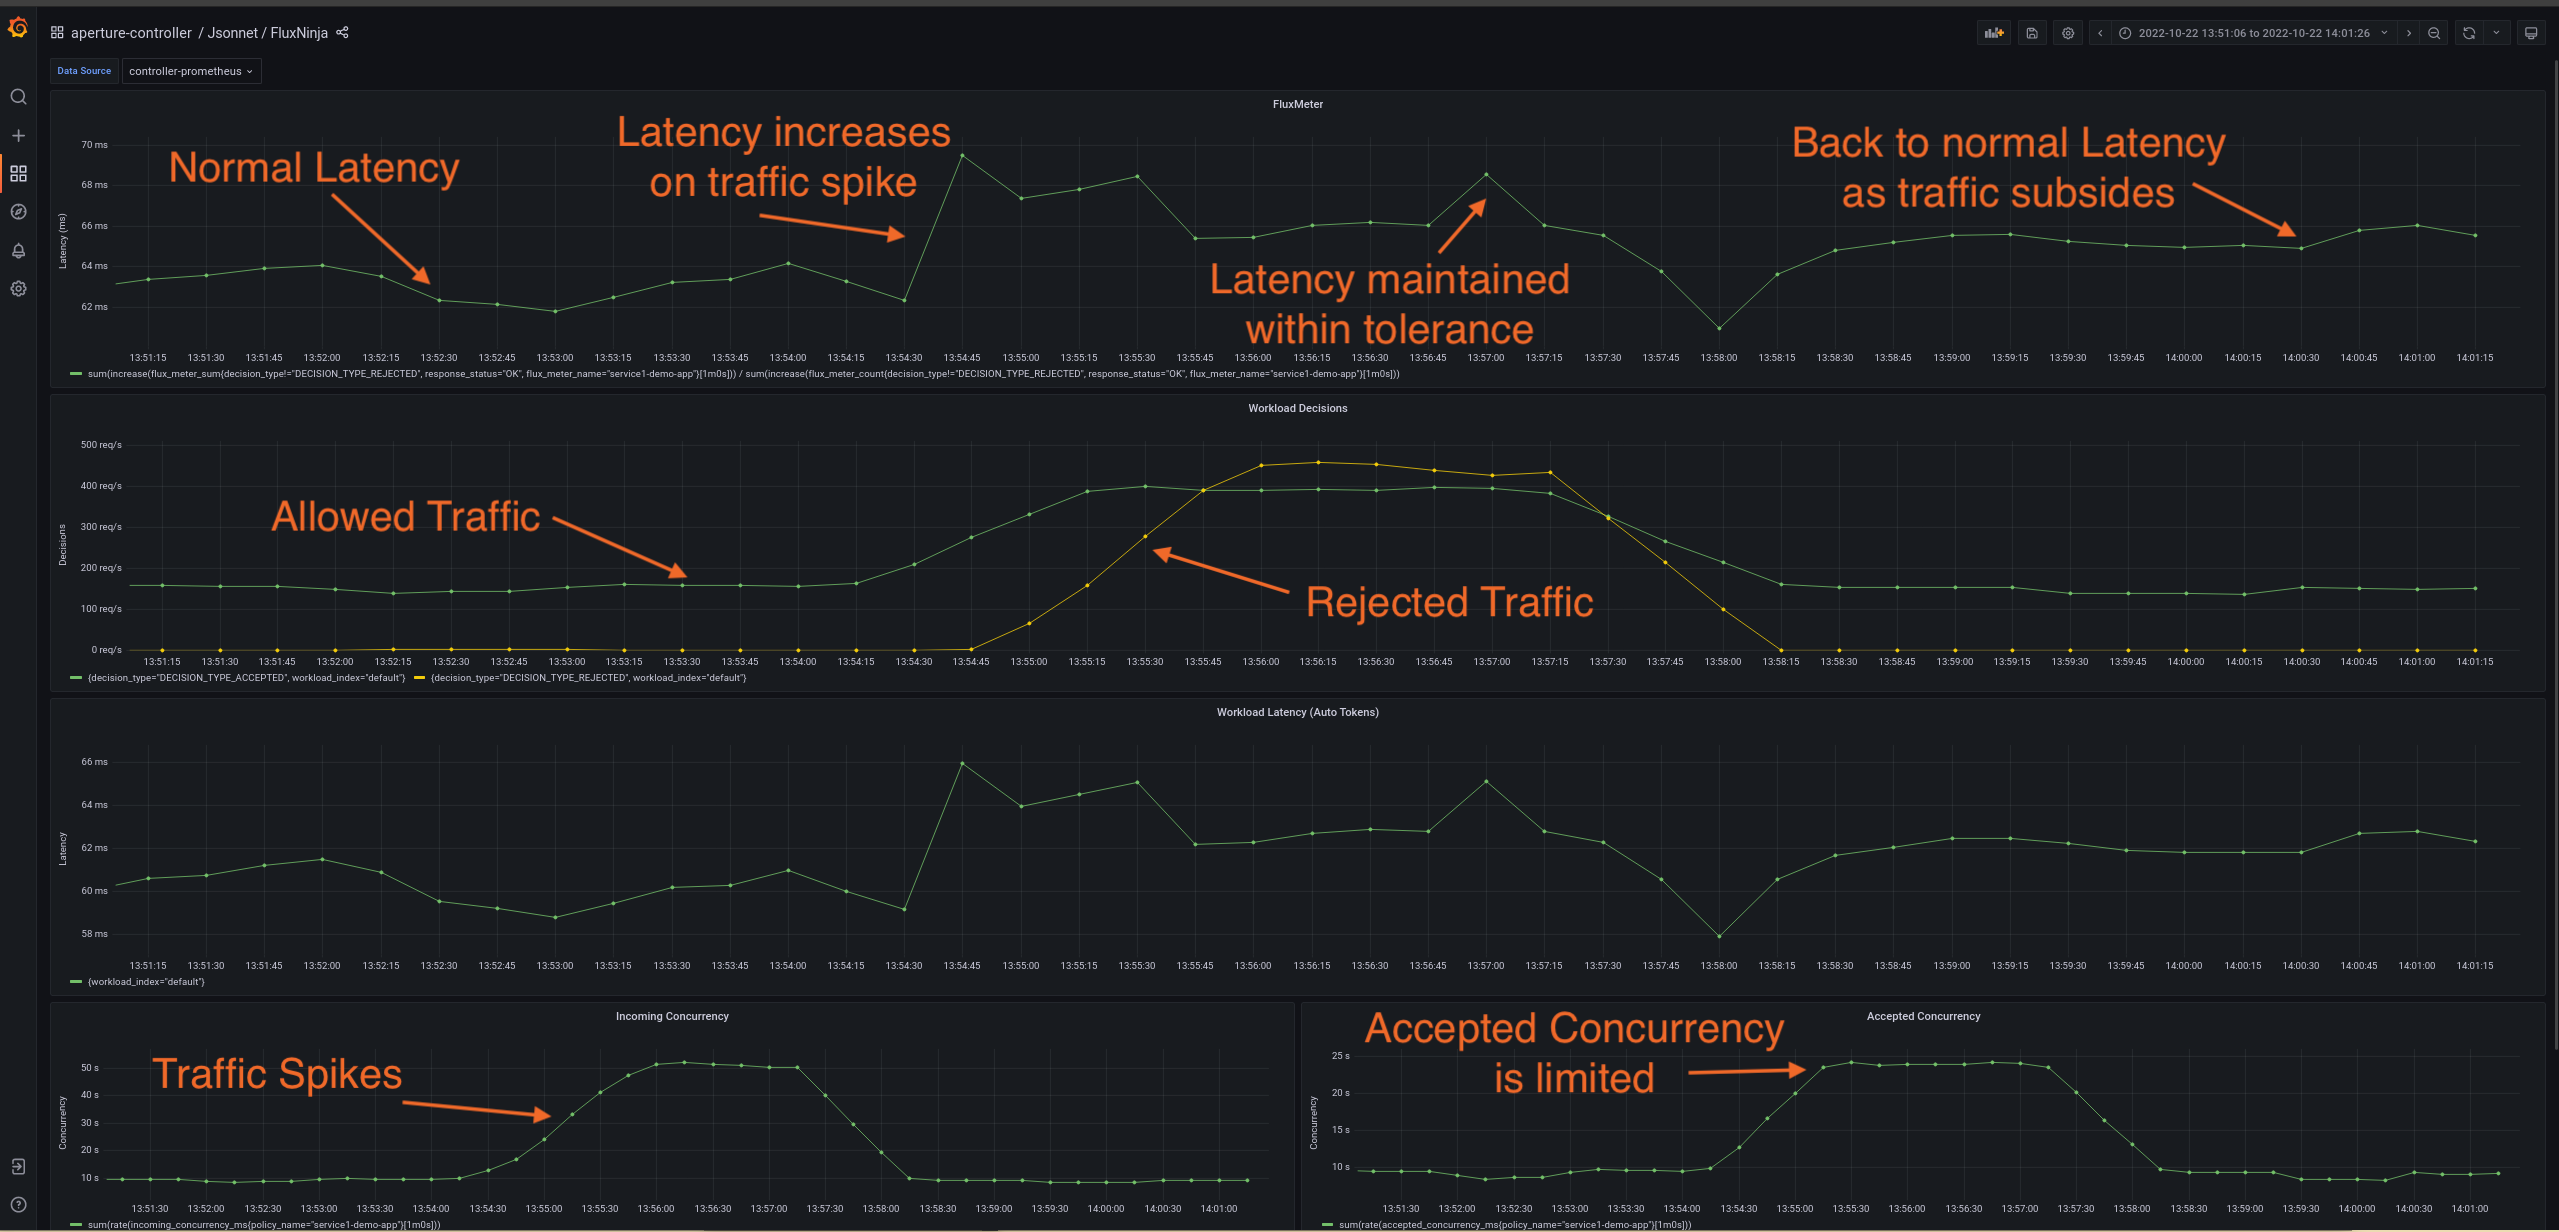 aperture-controller / Jsonnet / FluxNinja
2022-10-22 13:51:06 to 2022-10-22 14:01:26
Data Source
controller-prometheus
FluxMeter
Normal Latency
Latency increases
on traffic spike
Latency maintained
within tolerance
Back to normal Latency
as traffic subsides
Latency (ms)
70 ms
68 ms
66 ms
64 ms
62 ms
13:51:15 13:51:30 13:51:45 13:52:00 13:52:15 13:52:30 13:52:45 13:53:00 13:53:15 13:53:30 13:53:45 13:54:00 13:54:15 13:54:30 13:54:45 13:55:00 13:55:15 13:55:30 13:55:45 13:56:00 13:56:15 13:56:30 13:56:45 13:57:00 13:57:15 13:57:30 13:57:45 13:58:00 13:58:15 13:58:30 13:58:45 13:59:00 13:59:15 13:59:30 13:59:45 14:00:00 14:00:15 14:00:30 14:00:45 14:01:00 14:01:15
sum(increase(flux_meter_sum{decision_type!="DECISION_TYPE_REJECTED", response_status="OK", flux_meter_name="service1-demo-app"}[1m0s])) / sum(increase(flux_meter_count{decision_type!="DECISION_TYPE_REJECTED", response_status="OK", flux_meter_name="service1-demo-app"}[1m0s]))
Workload Decisions
Allowed Traffic
Rejected Traffic
Decisions
500 req/s
400 req/s
300 req/s
200 req/s
100 req/s
0 req/s
13:51:15 13:51:30 13:51:45 13:52:00 13:52:15 13:52:30 13:52:45 13:53:00 13:53:15 13:53:30 13:53:45 13:54:00 13:54:15 13:54:30 13:54:45 13:55:00 13:55:15 13:55:30 13:55:45 13:56:00 13:56:15 13:56:30 13:56:45 13:57:00 13:57:15 13:57:30 13:57:45 13:58:00 13:58:15 13:58:30 13:58:45 13:59:00 13:59:15 13:59:30 13:59:45 14:00:00 14:00:15 14:00:30 14:00:45 14:01:00 14:01:15
{decision_type="DECISION_TYPE_ACCEPTED", workload_index="default"} {decision_type="DECISION_TYPE_REJECTED", workload_index="default"}
Workload Latency (Auto Tokens)
Latency
66 ms
64 ms
62 ms
60 ms
58 ms
13:51:15 13:51:30 13:51:45 13:52:00 13:52:15 13:52:30 13:52:45 13:53:00 13:53:15 13:53:30 13:53:45 13:54:00 13:54:15 13:54:30 13:54:45 13:55:00 13:55:15 13:55:30 13:55:45 13:56:00 13:56:15 13:56:30 13:56:45 13:57:00 13:57:15 13:57:30 13:57:45 13:58:00 13:58:15 13:58:30 13:58:45 13:59:00 13:59:15 13:59:30 13:59:45 14:00:00 14:00:15 14:00:30 14:00:45 14:01:00 14:01:15
{workload_index="default"}
Incoming Concurrency
Traffic Spikes
Concurrency
50 s
40 s
30 s
20 s
10 s
13:51:30 13:52:00 13:52:30 13:53:00 13:53:30 13:54:00 13:54:30 13:55:00 13:55:30 13:56:00 13:56:30 13:57:00 13:57:30 13:58:00 13:58:30 13:59:00 13:59:30 14:00:00 14:00:30 14:01:00
sum(rate(incoming_concurrency_ms{policy_name="service1-demo-app"}[1m0s]))
Accepted Concurrency
Accepted Concurrency
is limited
Concurrency
25 s
20 s
15 s
10 s
13:51:30 13:52:00 13:52:30 13:53:00 13:53:30 13:54:00 13:54:30 13:55:00 13:55:30 13:56:00 13:56:30 13:57:00 13:57:30 13:58:00 13:58:30 13:59:00 13:59:30 14:00:00 14:00:30 14:01:00
sum(rate(accepted_concurrency_ms{policy_name="service1-demo-app"}[1m0s]))